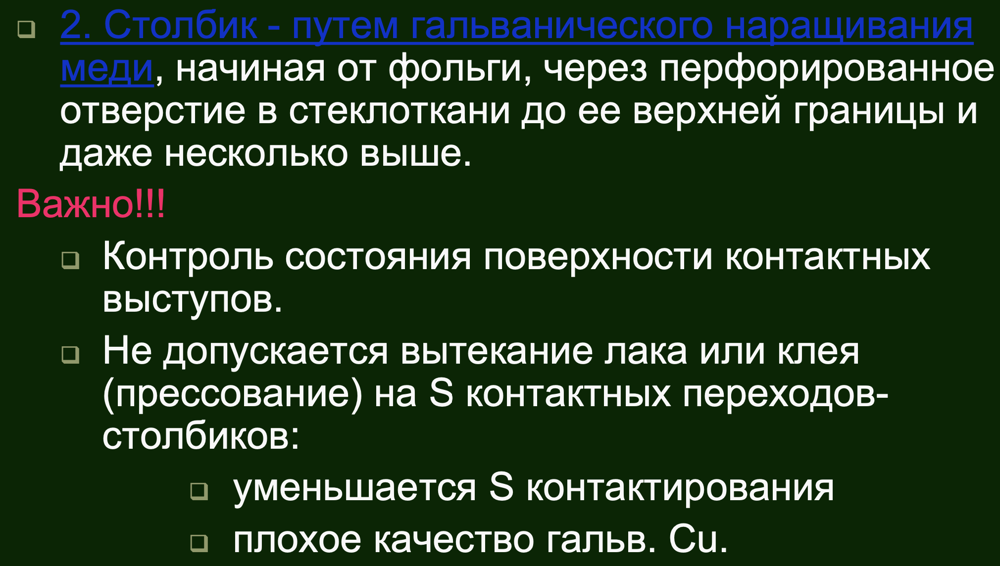 2. Столбик - путем гальванического наращивания
меди, начиная от фольги, через перфорированное
отверстие в стеклоткани до ее верхней границы и
даже несколько выше.
Важно!!!
Контроль состояния поверхности контактных
выступов.
Не допускается вытекание лака или клея
(прессование) на S контактных переходов-
столбиков:
уменьшается S контактирования
плохое качество гальв. Cu.